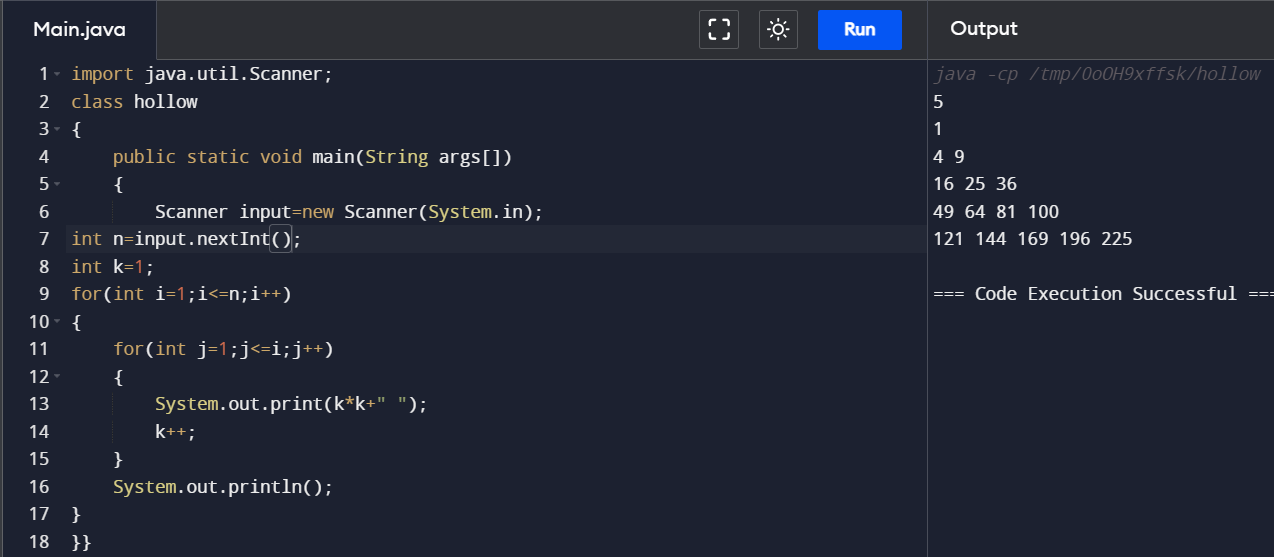 Main.java
Run
Output
1 import java.util.Scanner;
2 class hollow
3 {
4     public static void main(String args[])
5     {
6         Scanner input=new Scanner(System.in);
7 int n=input.nextInt();
8 int k=1;
9 for(int i=1;i<=n;i++)
10 {
11     for(int j=1;j<=i;j++)
12     {
13         System.out.print(k*k+" ");
14         k++;
15     }
16     System.out.println();
17 }
18 }}
java -cp /tmp/0oOH9xffsk/hollow
5
1
4 9
16 25 36
49 64 81 100
121 144 169 196 225
=== Code Execution Successful ===